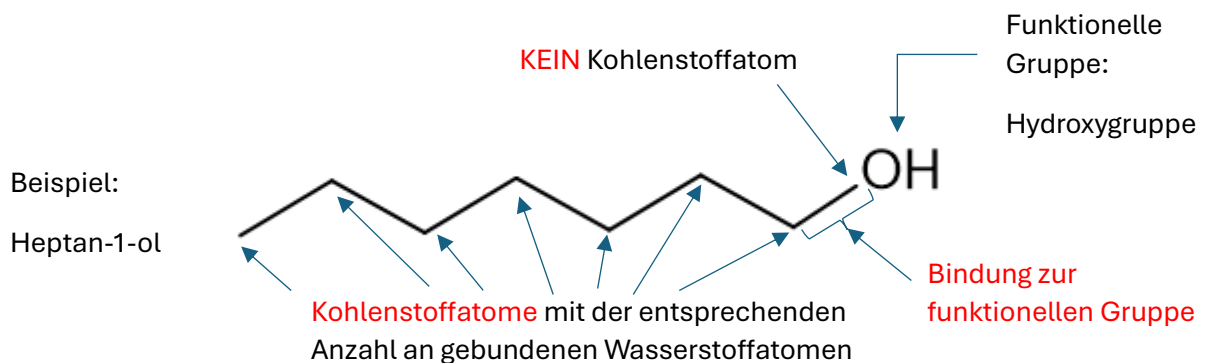 Funktionelle
Gruppe:
Hydroxygruppe
KEIN Kohlenstoffatom
OH
Beispiel:
Heptan-1-ol
Bindung zur
funktionellen Gruppe
Kohlenstoffatome mit der entsprechenden
Anzahl an gebundenen Wasserstoffatomen